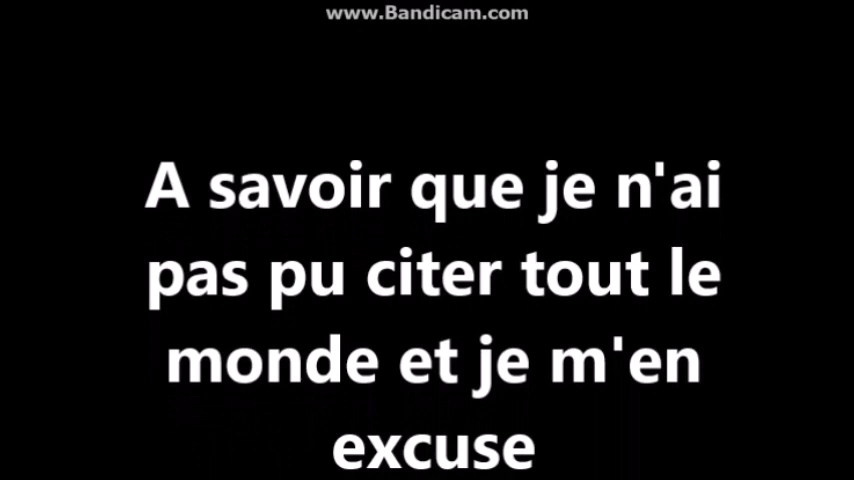 www.Bandicam.com
A savoir que je n'ai
pas pu citer tout le
monde et je m'en
excuse